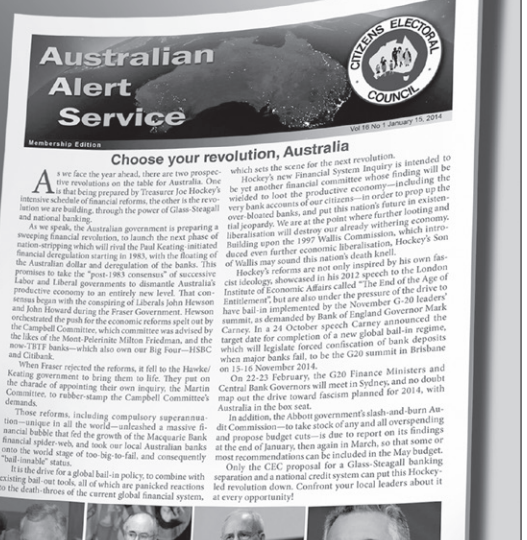 Australian
Alert
Service
CITIZENS ELECTORAL
COUNCIL
Vol 16 No 1 January 15, 2014
Membership Edition
Choose your revolution, Australia
As we face the year ahead, there are two prospec-
tive revolutions on the table for Australia. One
is that being prepared by Treasurer Joe Hockey's
intensive schedule of financial reforms, the other is the revo-
lution we are building, through the power of Glass-Steagall
and national banking.
As we speak, the Australian government is preparing a
sweeping financial revolution, to launch the next phase of
nation-stripping which will rival the Paul Keating-initiated
financial deregulation starting in 1983, with the floating of
the Australian dollar and deregulation of the banks. This
promises to take the "post-1983 consensus" of successive
Labor and Liberal governments to dismantle Australia's
productive economy to an entirely new level. That con-
sensus began with the conspiring of Liberals John Hewson
and John Howard during the Fraser Government. Hewson
orchestrated the push for the economic reforms spelt out by
the Campbell Committee, which committee was advised by
the likes of the Mont-Pelerinite Milton Friedman, and the
now-TBTF banks—which also own our Big Four—HSBC
and Citibank.
When Fraser rejected the reforms, it fell to the Hawke/
Keating government to bring them to life. They put on
the charade of appointing their own inquiry, the Martin
Committee, to rubber-stamp the Campbell Committee's
demands.
Those reforms, including compulsory superannua-
tion—unique in all the world—unleashed a massive fi-
nancial bubble that fed the growth of the Macquarie Bank
financial spider-web, and took our local Australian banks
onto the world stage of too-big-to-fail, and consequently
"bail-innable" status.
It is the drive for a global bail-in policy, to combine with
existing bail-out tools, all of which are panicked reactions
to the death-throes of the current global financial system,
which sets the scene for the next revolution.
Hockey's new Financial System Inquiry is intended to
be yet another financial committee whose finding will be
wielded to loot the productive economy—including the
very bank accounts of our citizens—in order to prop up the
over-bloated banks, and put this nation's future in existen-
tial jeopardy. We are at the point where further looting and
liberalisation will destroy our already withering economy.
Building upon the 1997 Wallis Commission, which intro-
duced even further economic liberalisation, Hockey's Son
of Wallis may sound this nation's death knell.
Hockey's reforms are not only inspired by his own fas-
cist ideology, showcased in his 2012 speech to the London
Institute of Economic Affairs called "The End of the Age of
Entitlement", but are also under the pressure of the drive to
have bail-in implemented by the November G-20 leaders'
summit, as demanded by Bank of England Governor Mark
Carney. In a 24 October speech Carney announced the
target date for completion of a new global bail-in regime,
which will legislate forced confiscation of bank deposits
when major banks fail, to be the G20 summit in Brisbane
on 15-16 November 2014.
On 22-23 February, the G20 Finance Ministers and
Central Bank Governors will meet in Sydney, and no doubt
map out the drive toward fascism planned for 2014, with
Australia in the box seat.
In addition, the Abbott government's slash-and-burn Au-
dit Commission—to take stock of any and all overspending
and propose budget cuts—is due to report on its findings
at the end of January, then again in March, so that some or
most recommendations can be included in the May budget.
Only the CEC proposal for a Glass-Steagall banking
separation and a national credit system can put this Hockey-
led revolution down. Confront your local leaders about it
at every opportunity!